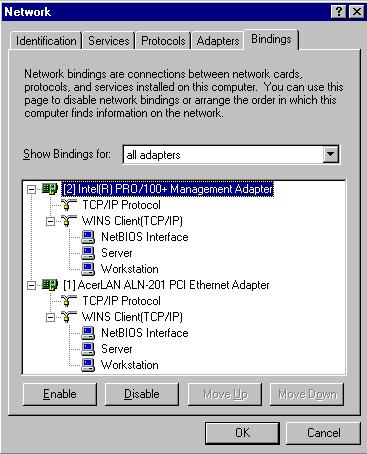 Network
Identification Services Protocols Adapters Bindings
Network bindings are connections between network cards,
protocols, and services installed on this computer. You can use this
page to disable network bindings or arrange the order in which this
computer finds information on the network.
Show Bindings for: all adapters
[2] Intel(R) PRO/100+ Management Adapter
TCP/IP Protocol
WINS Client(TCP/IP)
NetBIOS Interface
Server
Workstation
[1] AcerLAN ALN-201 PCI Ethernet Adapter
TCP/IP Protocol
WINS Client(TCP/IP)
NetBIOS Interface
Server
Workstation
Enable Disable Move Up Move Down
OK Cancel